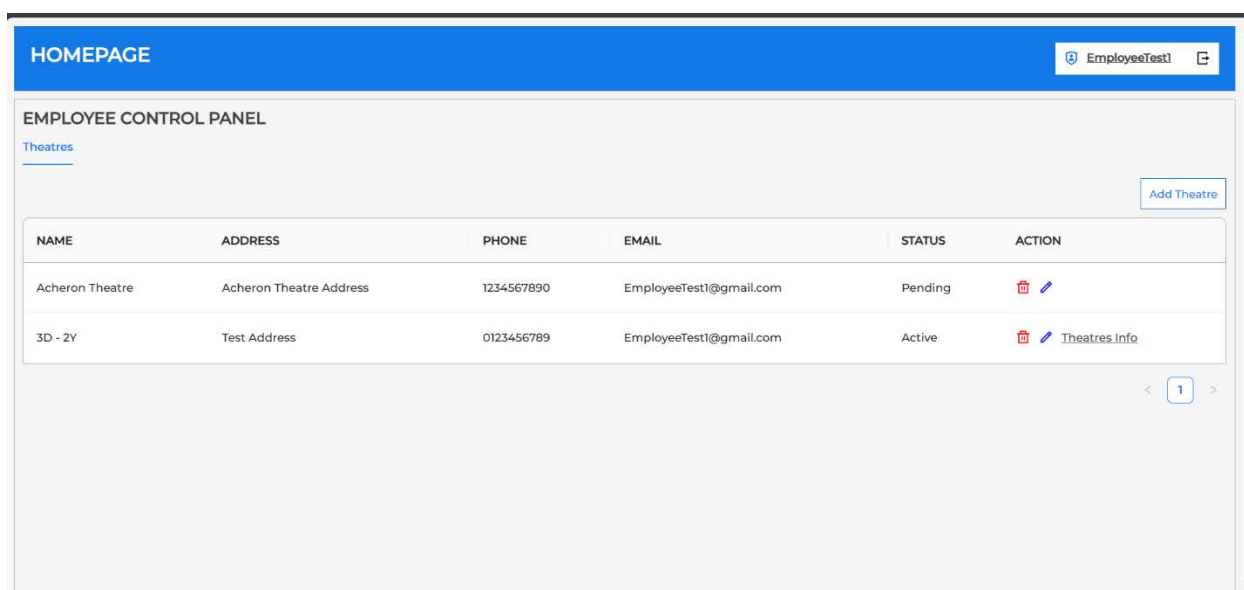 HOMEPAGE
EmployeeTest1
EMPLOYEE CONTROL PANEL
Theatres
Add Theatre
NAME ADDRESS PHONE EMAIL STATUS ACTION
Acheron Theatre Acheron Theatre Address 1234567890 EmployeeTest1@gmail.com Pending
3D - 2Y Test Address 0123456789 EmployeeTest1@gmail.com Active Theatres Info
< 1 >